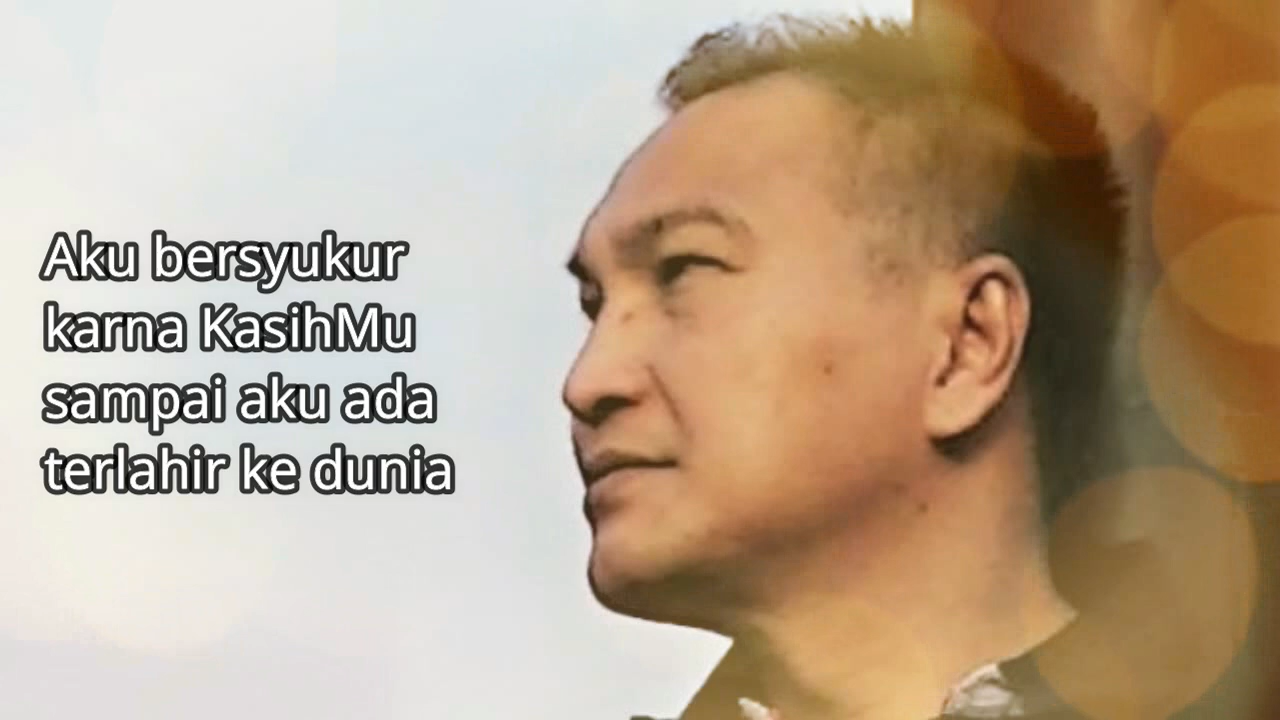 Aku bersyukur
karna KasihMu
sampai aku ada
terlahir ke dunia